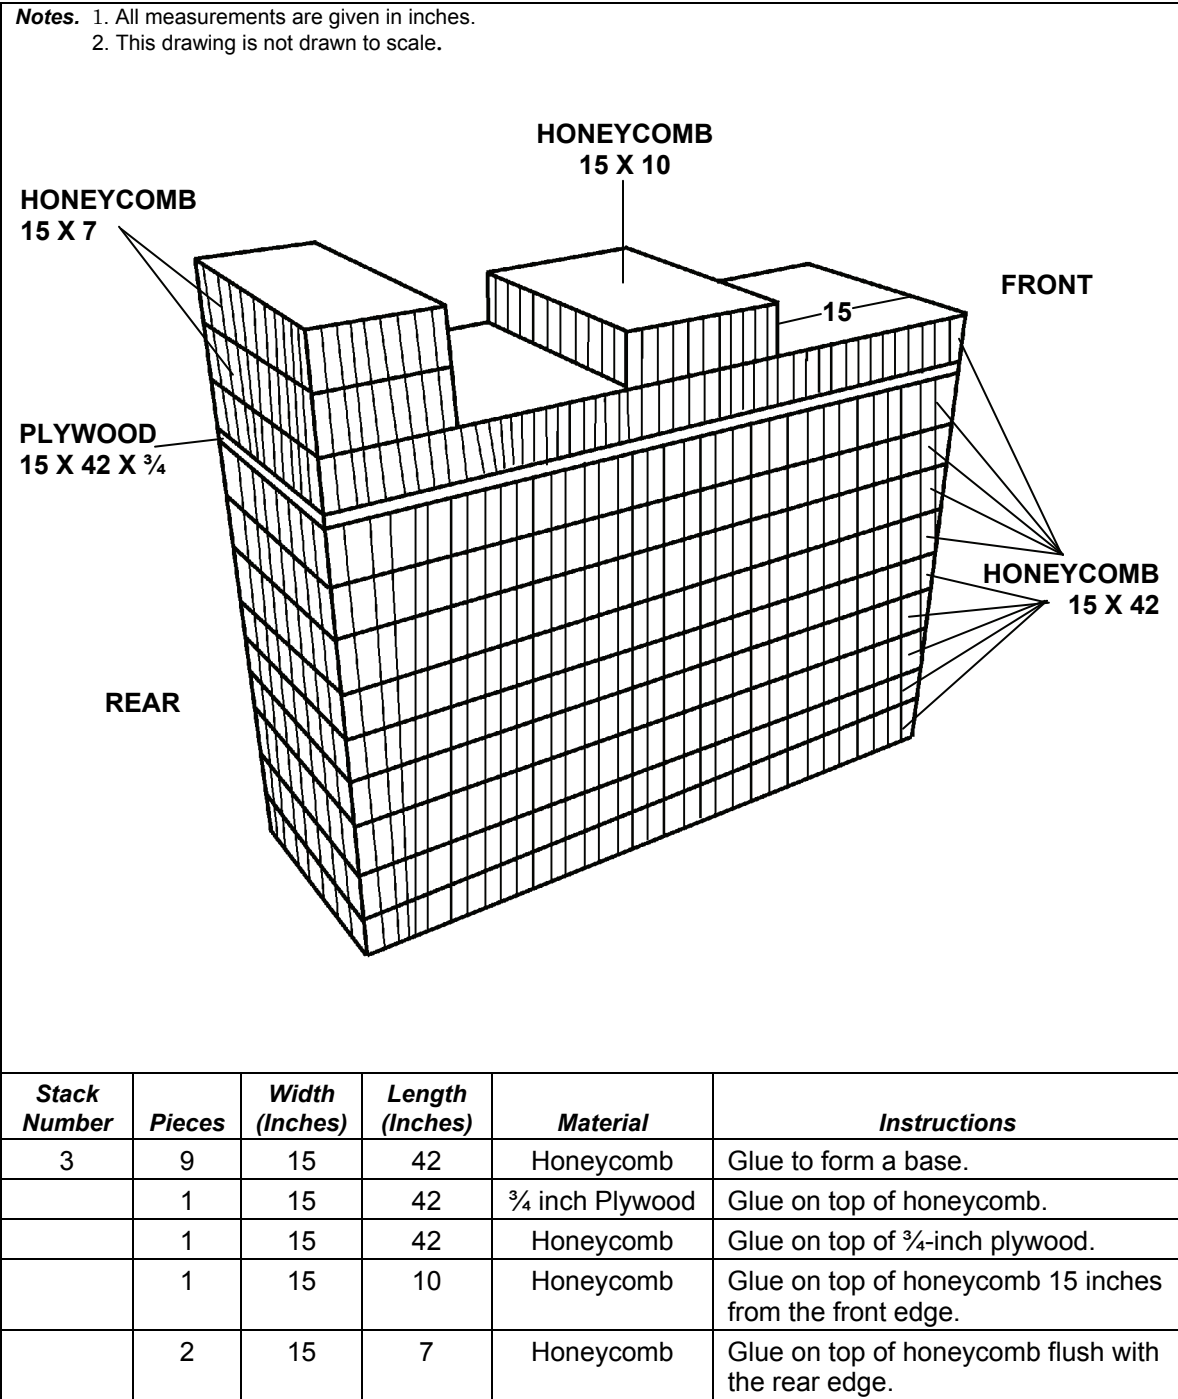 Notes. 1. All measurements are given in inches.
2. This drawing is not drawn to scale.
HONEYCOMB
15 X 10
HONEYCOMB
15 X 7
FRONT
15
PLYWOOD
15 X 42 X ¾
HONEYCOMB
15 X 42
REAR
Stack Number Pieces Width (Inches) Length (Inches) Material Instructions
3 9 15 42 Honeycomb Glue to form a base.
1 15 42 ¾ inch Plywood Glue on top of honeycomb.
1 15 42 Honeycomb Glue on top of ¾-inch plywood.
1 15 10 Honeycomb Glue on top of honeycomb 15 inches
from the front edge.
2 15 7 Honeycomb Glue on top of honeycomb flush with
the rear edge.